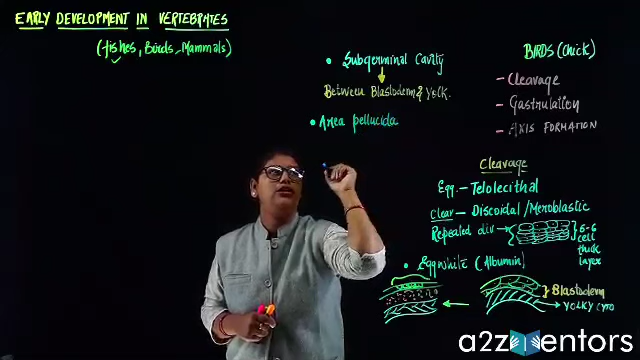 EARLY DEVELOPMENT IN VERTEBRATES
(fishes, Birds, Mammals)
• Subgerminal Cavity
Between Blastoderm & YOLK.
• Area pellucida
BIRDS (Chick)
- Cleavage
- Gastrulation
- AXIS FORMATION
Cleavage
Egg - Telolecithal
Clear - Discoidal / Meroblastic
Repeated div
5-6
cell
thick
layer
• Egg white (Albumin)
Blastoderm
YOLKY CYTO
a2zmentors